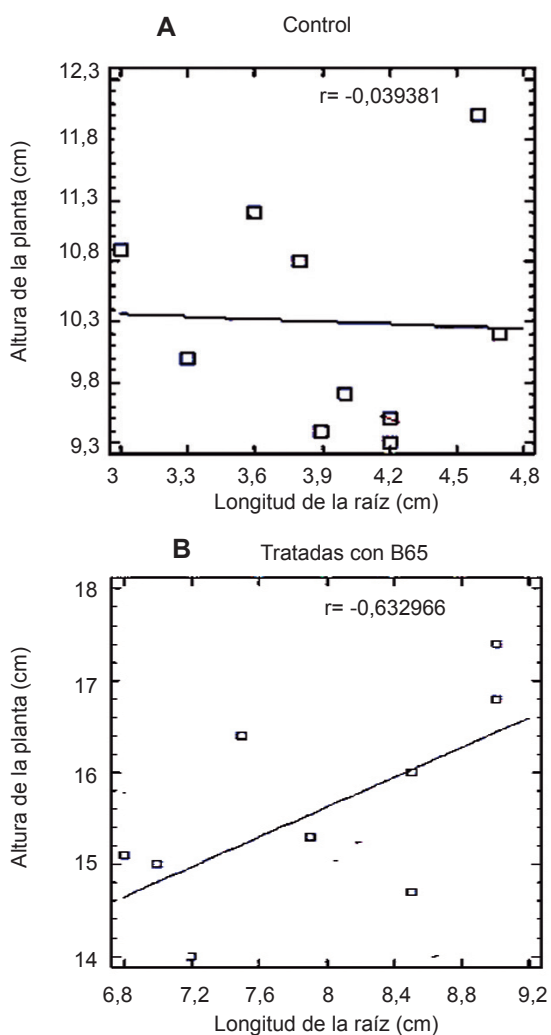 A Control
r= -0,039381
Altura de la planta (cm)
12,3
11,8
11,3
10,8
10,3
9,8
9,3
3 3,3 3,6 3,9 4,2 4,5 4,8
Longitud de la raíz (cm)
B Tratadas con B65
r= -0,632966
Altura de la planta (cm)
18
17
16
15
14
6,8 7,2 7,6 8 8,4 8,8 9,2
Longitud de la raíz (cm)